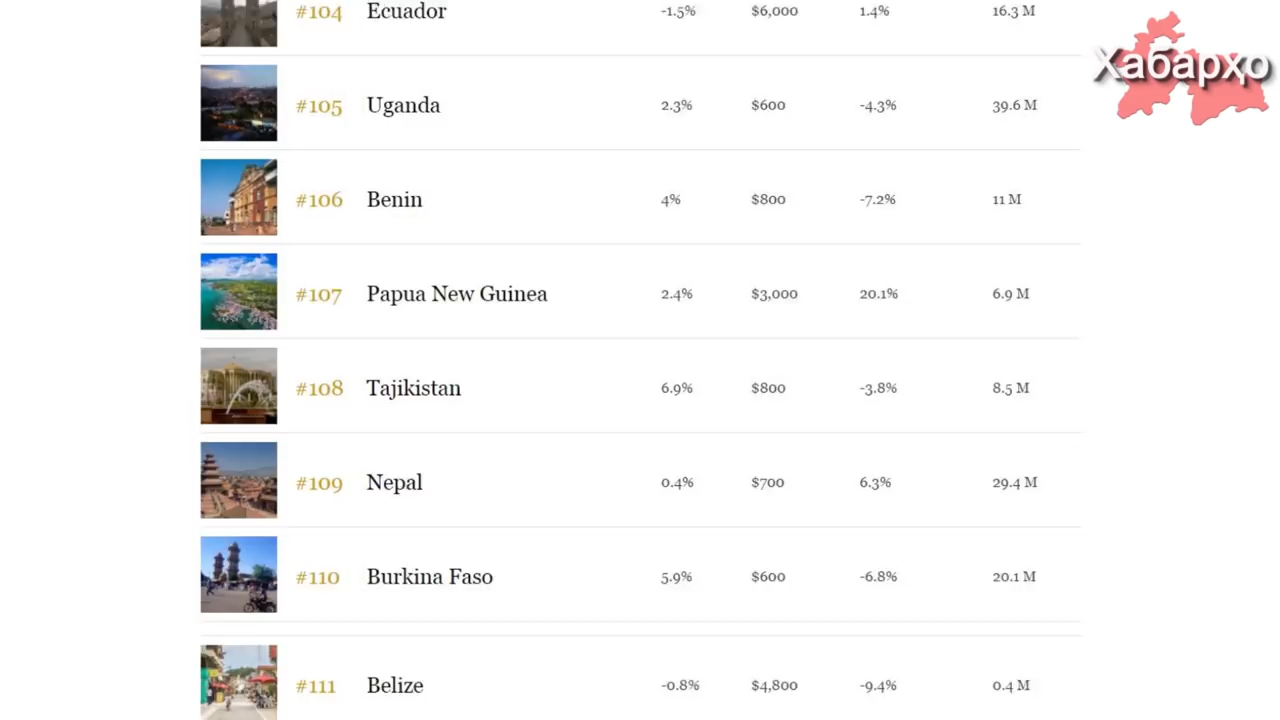 #104 Ecuador -1.5% $6,000 1.4% 16.3 M
Хабарҳо
#105 Uganda 2.3% $600 -4.3% 39.6 M
#106 Benin 4% $800 -7.2% 11 M
#107 Papua New Guinea 2.4% $3,000 20.1% 6.9 M
#108 Tajikistan 6.9% $800 -3.8% 8.5 M
#109 Nepal 0.4% $700 6.3% 29.4 M
#110 Burkina Faso 5.9% $600 -6.8% 20.1 M
#111 Belize -0.8% $4,800 -9.4% 0.4 M